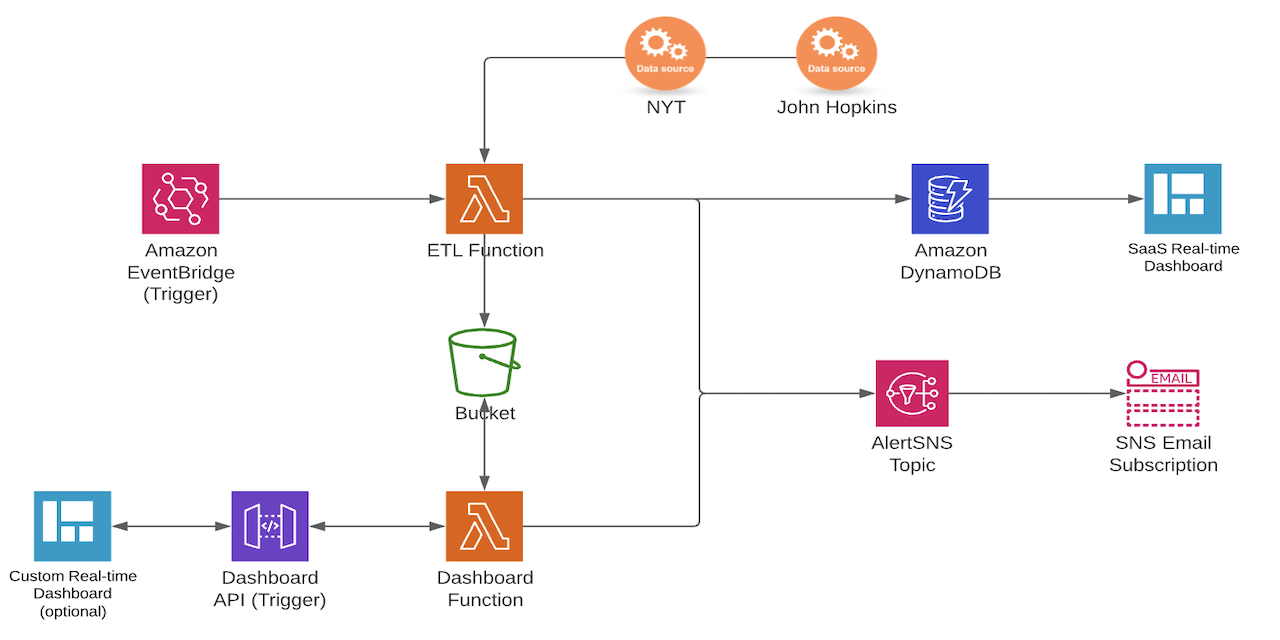 Data source
Data source
NYT
John Hopkins
Amazon
EventBridge
(Trigger)
ETL Function
Amazon
DynamoDB
SaaS Real-time
Dashboard
EMAIL
Bucket
AlertSNS
Topic
SNS Email
Subscription
</>
Custom Real-time
Dashboard
(optional)
Dashboard
API (Trigger)
Dashboard
Function